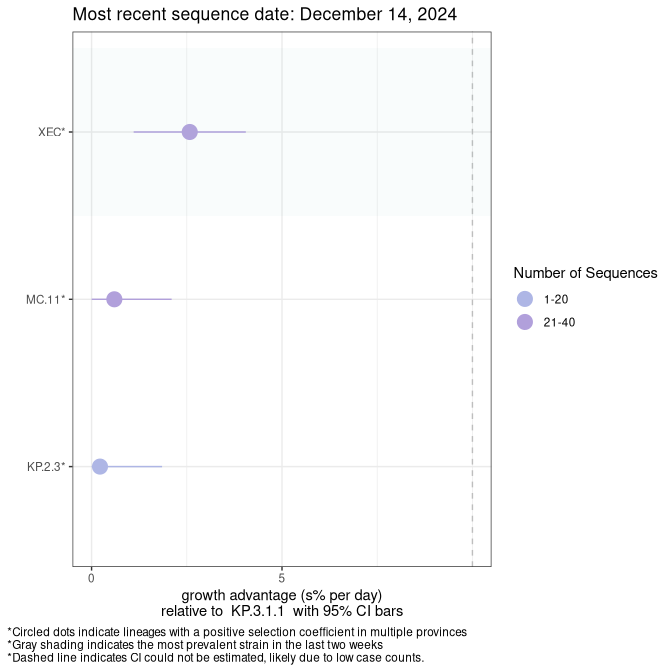 Most recent sequence date: December 14, 2024
XEC*
MC.11*
KP.2.3*
0
5
growth advantage (s% per day)
relative to KP.3.1.1 with 95% CI bars
Number of Sequences
1-20
21-40
*Circled dots indicate lineages with a positive selection coefficient in multiple provinces
*Gray shading indicates the most prevalent strain in the last two weeks
*Dashed line indicates CI could not be estimated, likely due to low case counts.